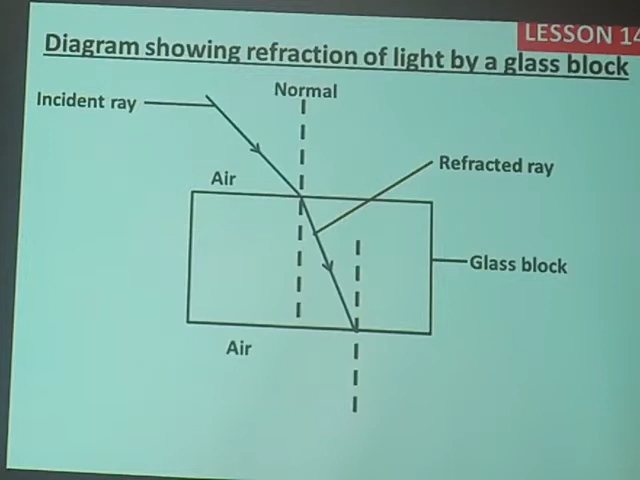 LESSON 14
Diagram showing refraction of light by a glass block
Normal
Incident ray
Refracted ray
Air
Glass block
Air